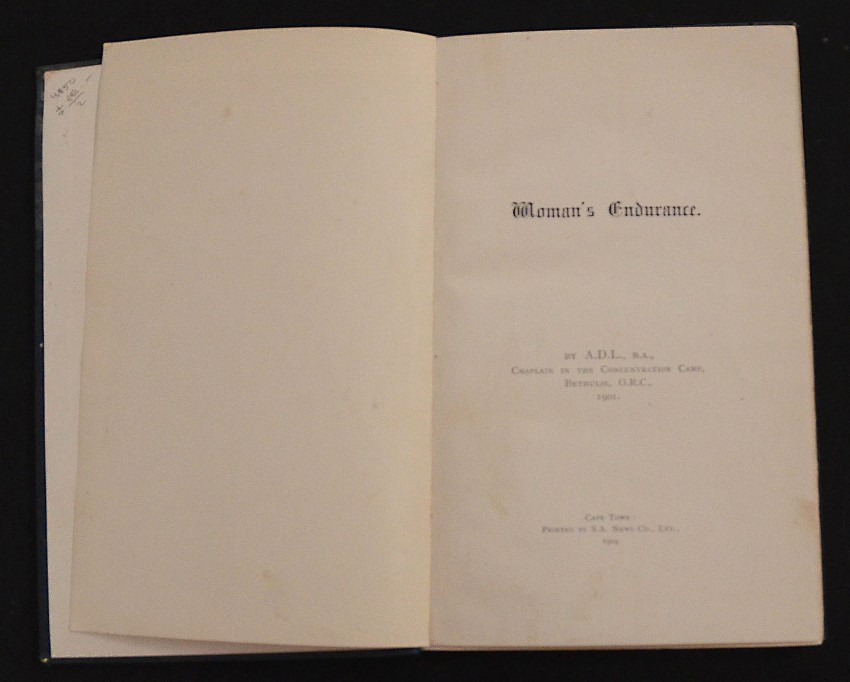 Woman's Endurance.
BY A.D.L., B.A.,
CHAPLAIN IN THE CONCENTRATION CAMP,
BETHULIE, O.R.C.,
1901.
CAPE TOWN:
PRINTED BY S.A. NEWS CO., LTD.,
1904